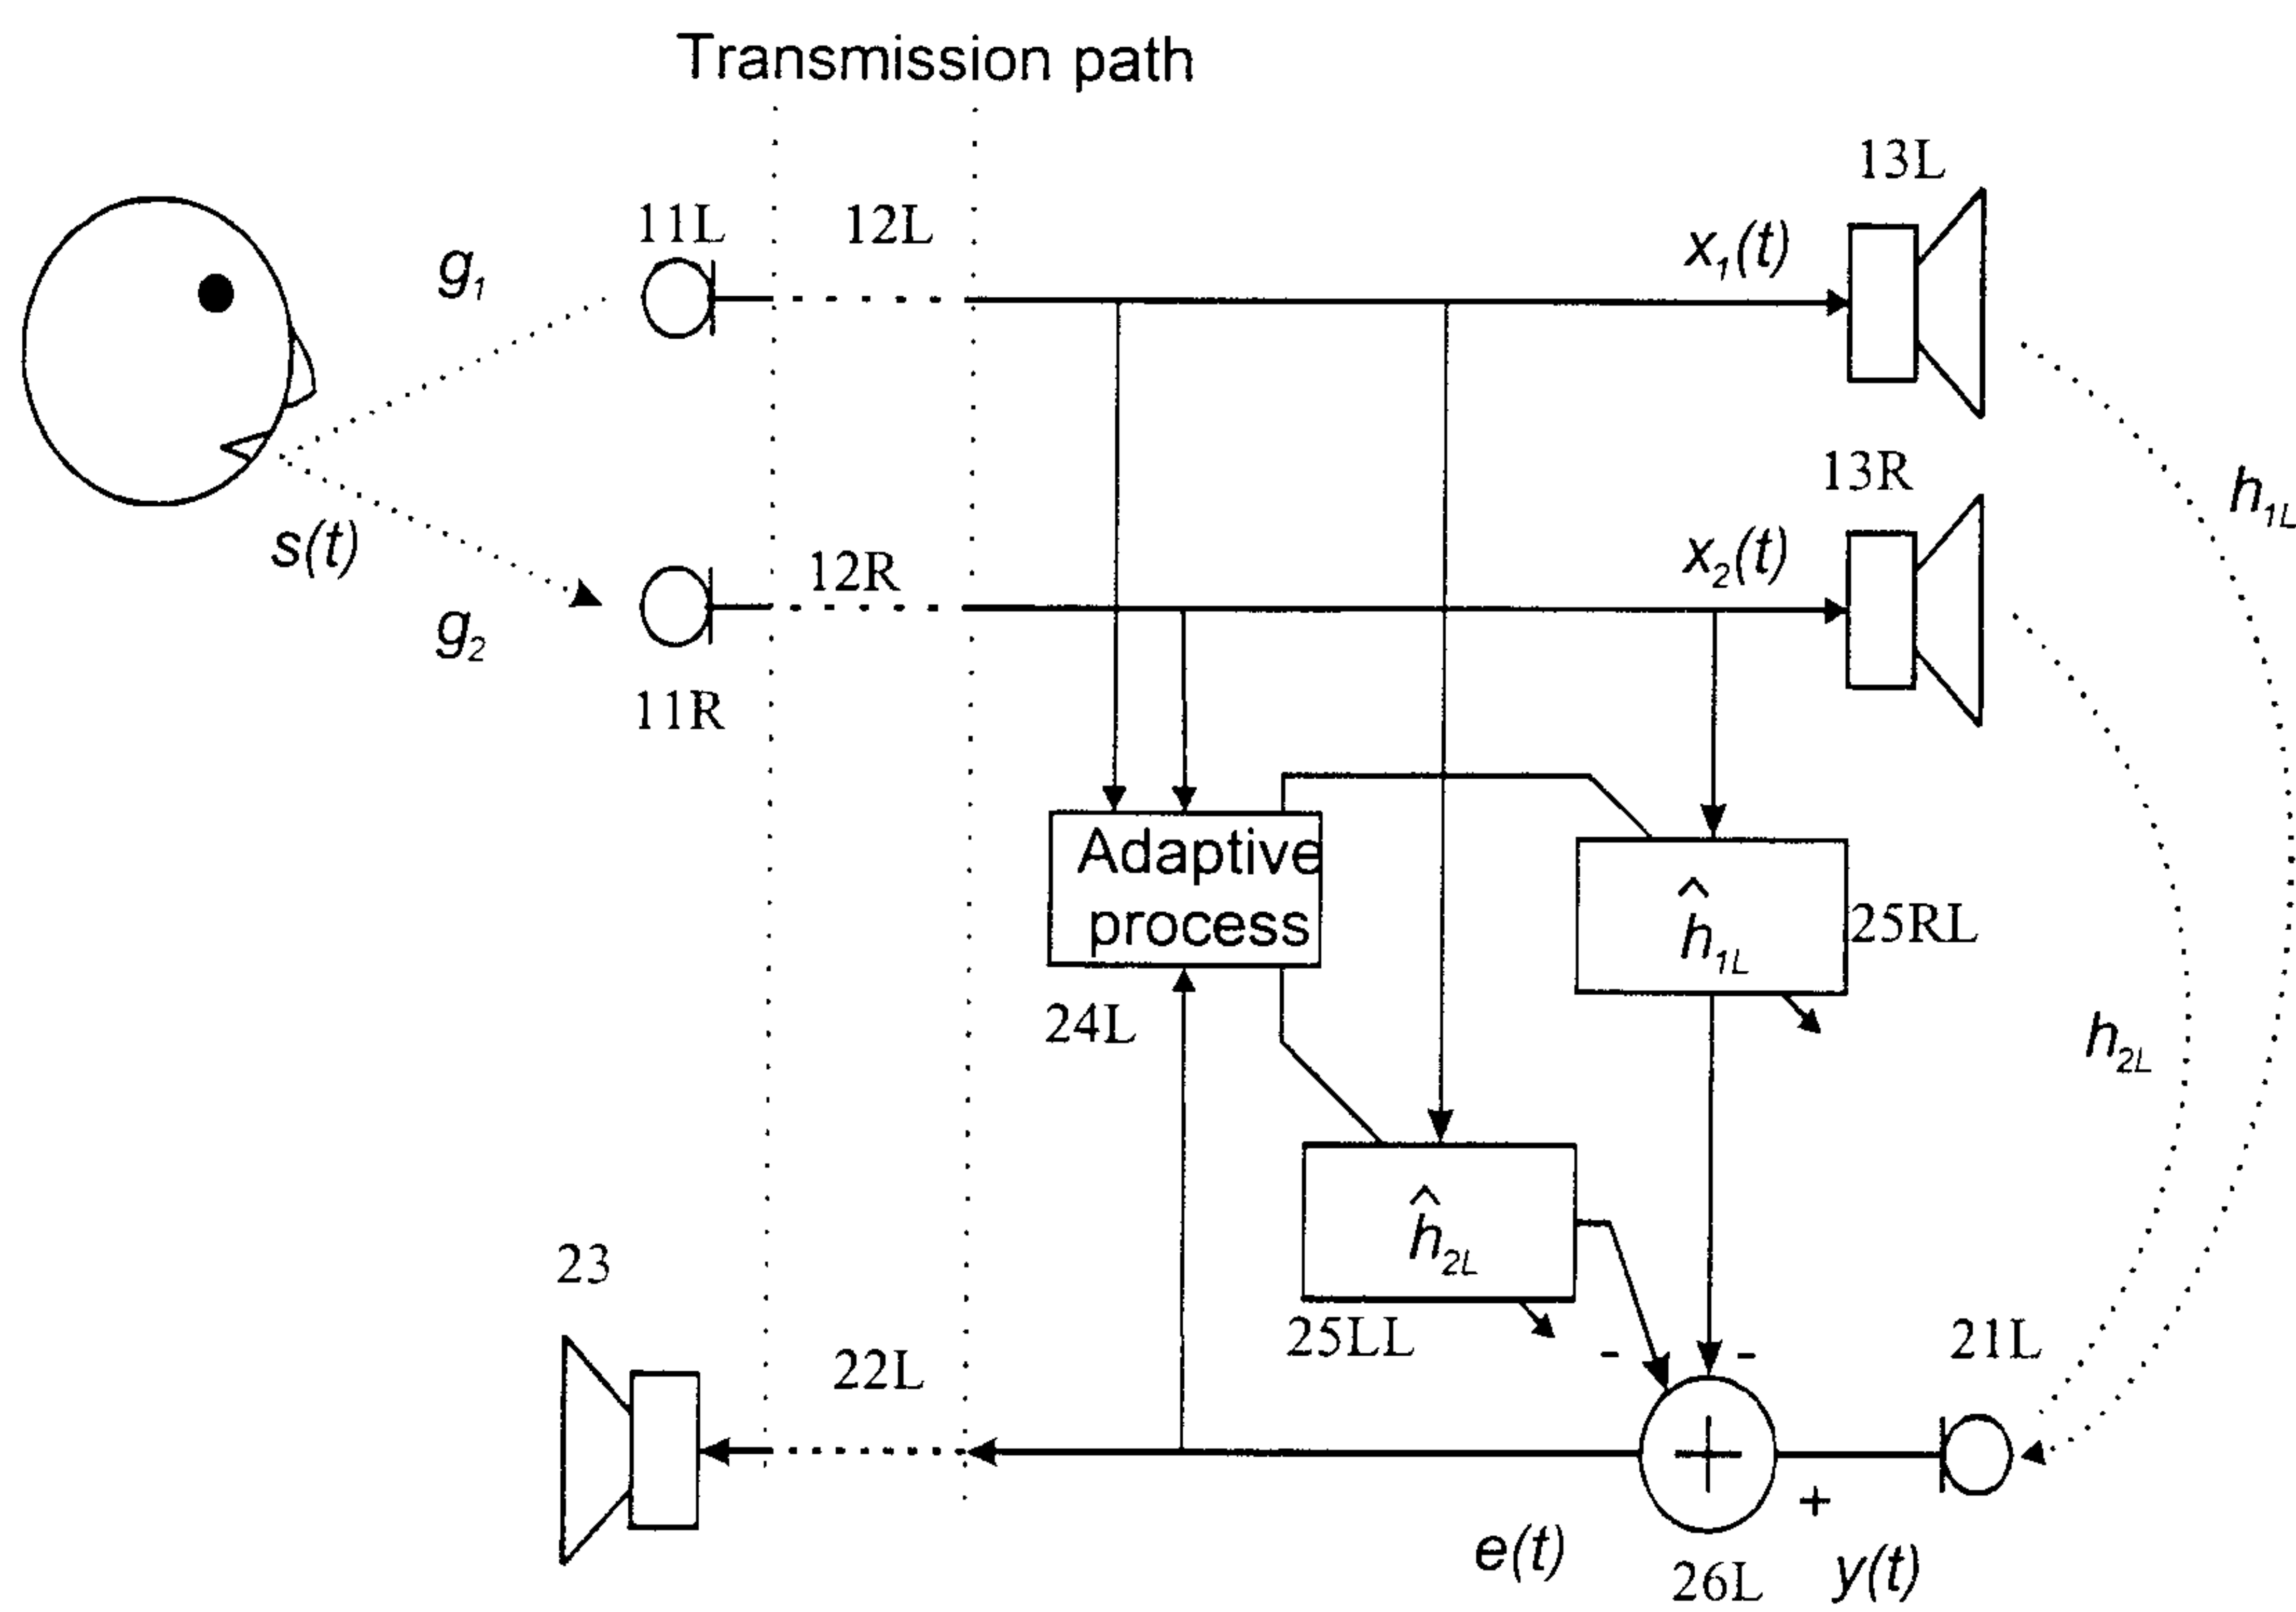 Transmission path
13L
11L
12L
g₁
x₁(t)
13R
h₁L
s(t)
12R
x₂(t)
g₂
11R
Adaptive
process
ĥ₁L
25RL
24L
h₂L
ĥ₂L
23
25LL
21L
22L
- -
+
+
e(t)
26L
y(t)